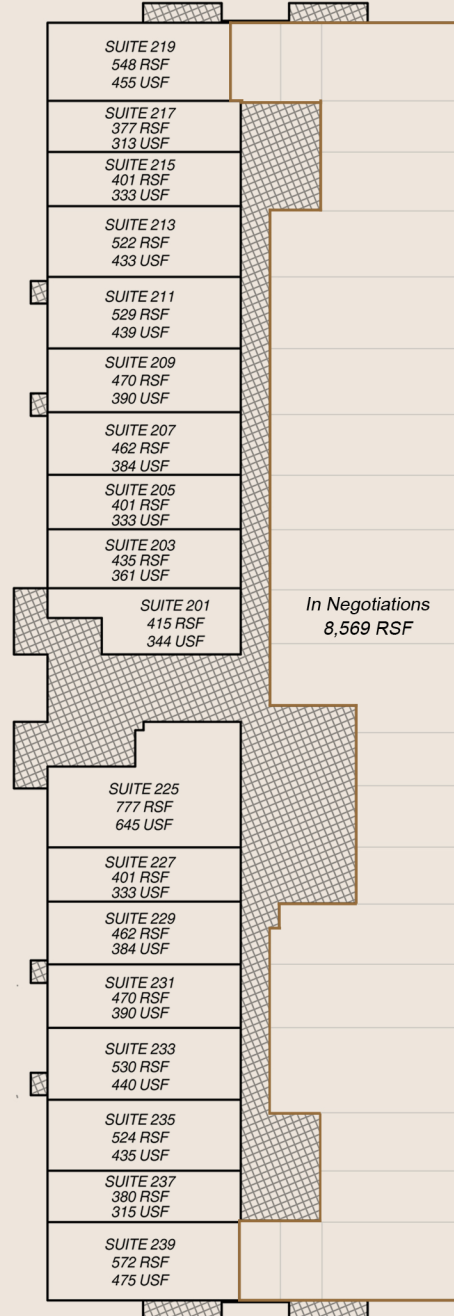 SUITE 219
548 RSF
455 USF
SUITE 217
377 RSF
313 USF
SUITE 215
401 RSF
333 USF
SUITE 213
522 RSF
433 USF
SUITE 211
529 RSF
439 USF
SUITE 209
470 RSF
390 USF
SUITE 207
462 RSF
384 USF
SUITE 205
401 RSF
333 USF
SUITE 203
435 RSF
361 USF
SUITE 201
415 RSF
344 USF
In Negotiations
8,569 RSF
SUITE 225
777 RSF
645 USF
SUITE 227
401 RSF
333 USF
SUITE 229
462 RSF
384 USF
SUITE 231
470 RSF
390 USF
SUITE 233
530 RSF
440 USF
SUITE 235
524 RSF
435 USF
SUITE 237
380 RSF
315 USF
SUITE 239
572 RSF
475 USF